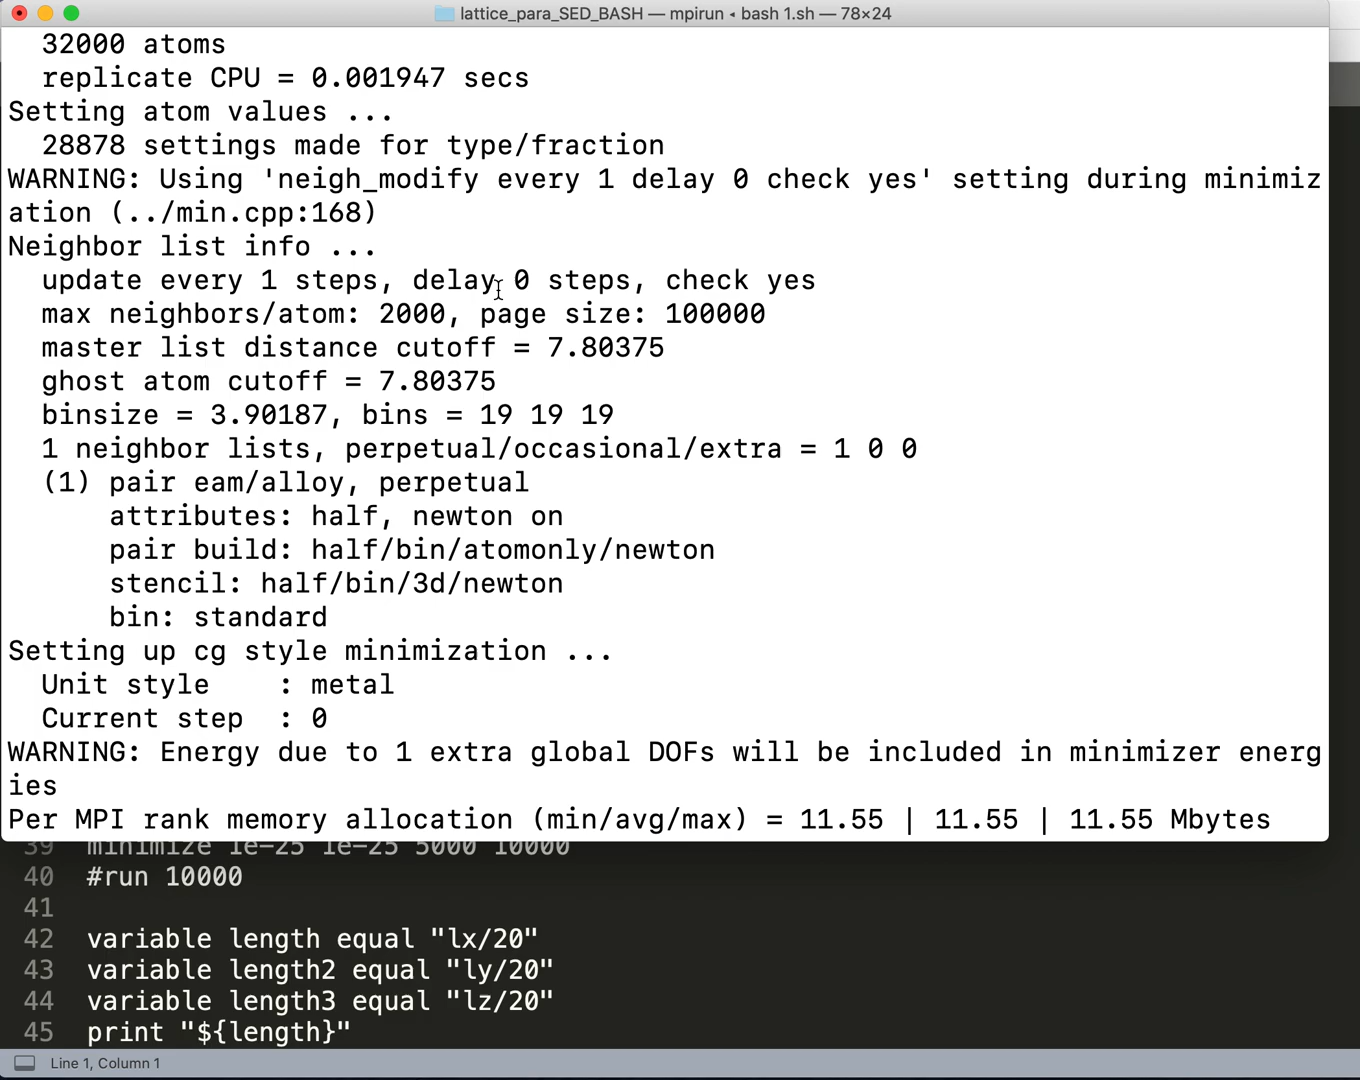 lattice_para_SED_BASH — mpirun ◂ bash 1.sh — 78×24
32000 atoms
replicate CPU = 0.001947 secs
Setting atom values ...
28878 settings made for type/fraction
WARNING: Using 'neigh_modify every 1 delay 0 check yes' setting during minimiz
ation (../min.cpp:168)
Neighbor list info ...
update every 1 steps, delay 0 steps, check yes
max neighbors/atom: 2000, page size: 100000
master list distance cutoff = 7.80375
ghost atom cutoff = 7.80375
binsize = 3.90187, bins = 19 19 19
1 neighbor lists, perpetual/occasional/extra = 1 0 0
(1) pair eam/alloy, perpetual
attributes: half, newton on
pair build: half/bin/atomonly/newton
stencil: half/bin/3d/newton
bin: standard
Setting up cg style minimization ...
Unit style    : metal
Current step  : 0
WARNING: Energy due to 1 extra global DOFs will be included in minimizer energ
ies
Per MPI rank memory allocation (min/avg/max) = 11.55 | 11.55 | 11.55 Mbytes
39 minimize 1e-25 1e-25 5000 10000
40 #run 10000
41
42 variable length equal "lx/20"
43 variable length2 equal "ly/20"
44 variable length3 equal "lz/20"
45 print "${length}"
Line 1, Column 1